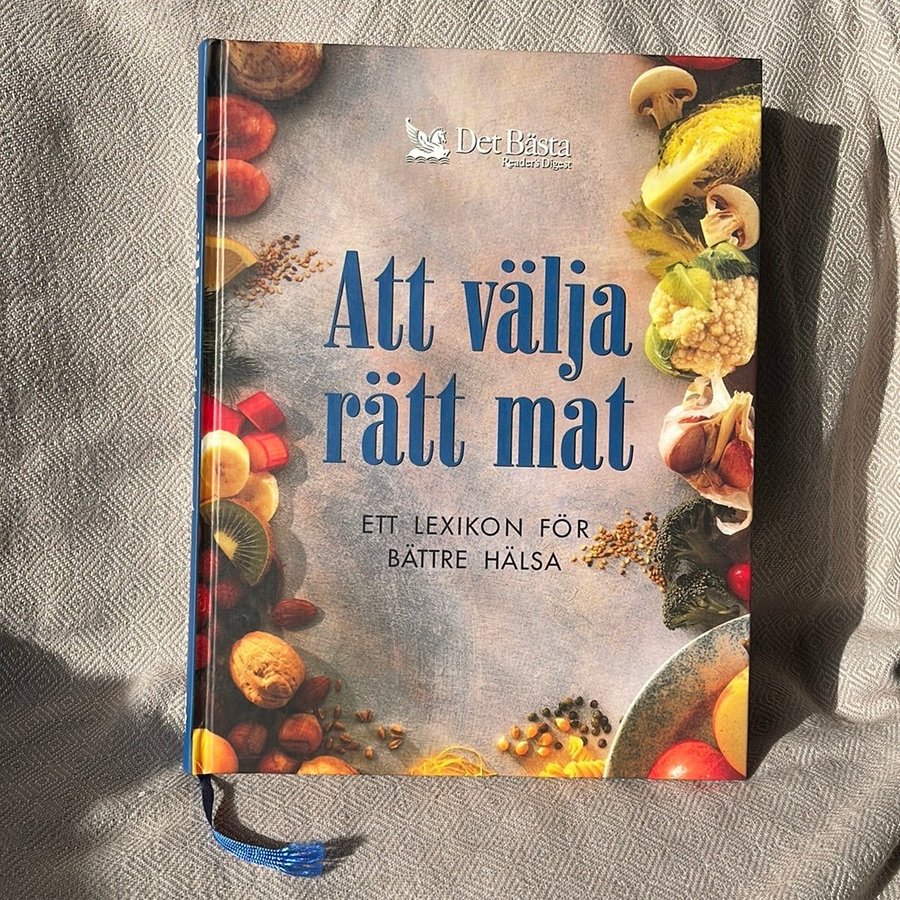 Det Bästa
Reader's Digest
Att välja
rätt mat
ETT LEXIKON FÖR
BÄTTRE HÄLSA